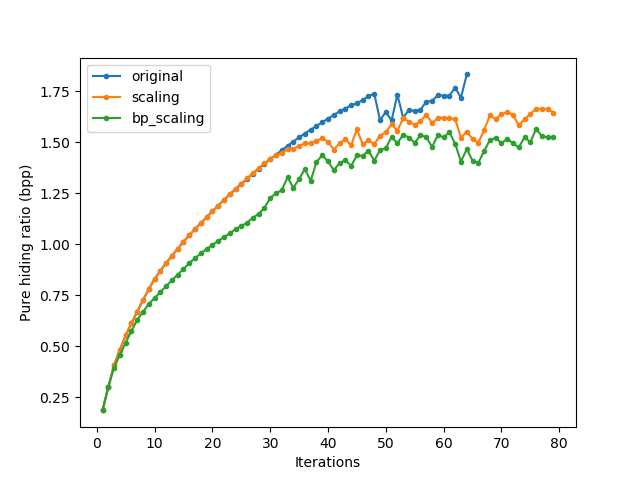 original
scaling
bp_scaling
Pure hiding ratio (bpp)
1.75
1.50
1.25
1.00
0.75
0.50
0.25
0 10 20 30 40 50 60 70 80
Iterations